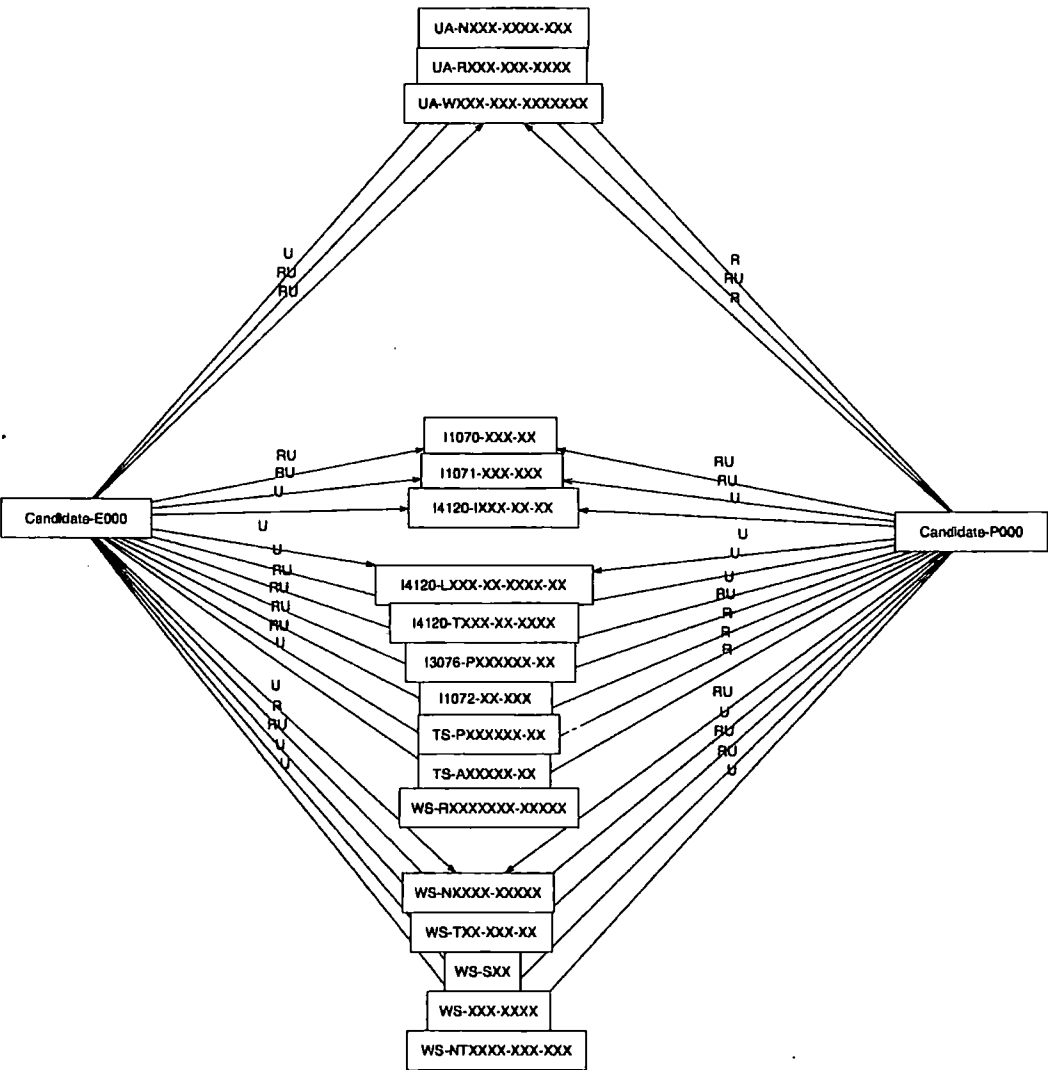 UA-NXXX-XXXX-XXX
UA-RXXX-XXX-XXXX
UA-WXXX-XXX-XXXXXXX
U
RU
RU
R
RU
R
I1070-XXX-XX
I1071-XXX-XXX
I4120-IXXX-XX-XX
RU
RU
U
RU
RU
U
Candidate-E000
Candidate-P000
U
U
RU
RU
RU
RU
U
U
U
U
RU
R
R
R
I4120-LXXX-XX-XXXX-XX
I4120-TXXX-XX-XXXX
I3076-PXXXXXX-XX
I1072-XX-XXX
TS-PXXXXXX-XX
TS-AXXXXX-XX
WS-RXXXXXXX-XXXXX
U
R
RU
U
U
RU
U
RU
RU
U
WS-NXXXX-XXXXX
WS-TXX-XXX-XX
WS-SXX
WS-XXX-XXXX
WS-NTXXXX-XXX-XXX